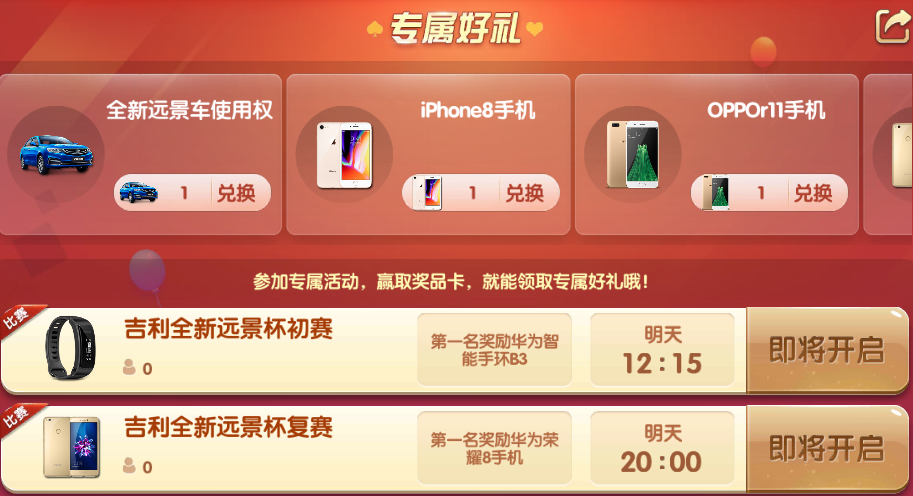 专属好礼
全新远景车使用权
1 兑换
iPhone8手机
1 兑换
OPPOr11手机
1 兑换
参加专属活动，赢取奖品卡，就能领取专属好礼哦！
比赛
吉利全新远景杯初赛
0
第一名奖励华为智
能手环B3
明天
12:15
即将开启
比赛
吉利全新远景杯复赛
0
第一名奖励华为荣
耀8手机
明天
20:00
即将开启